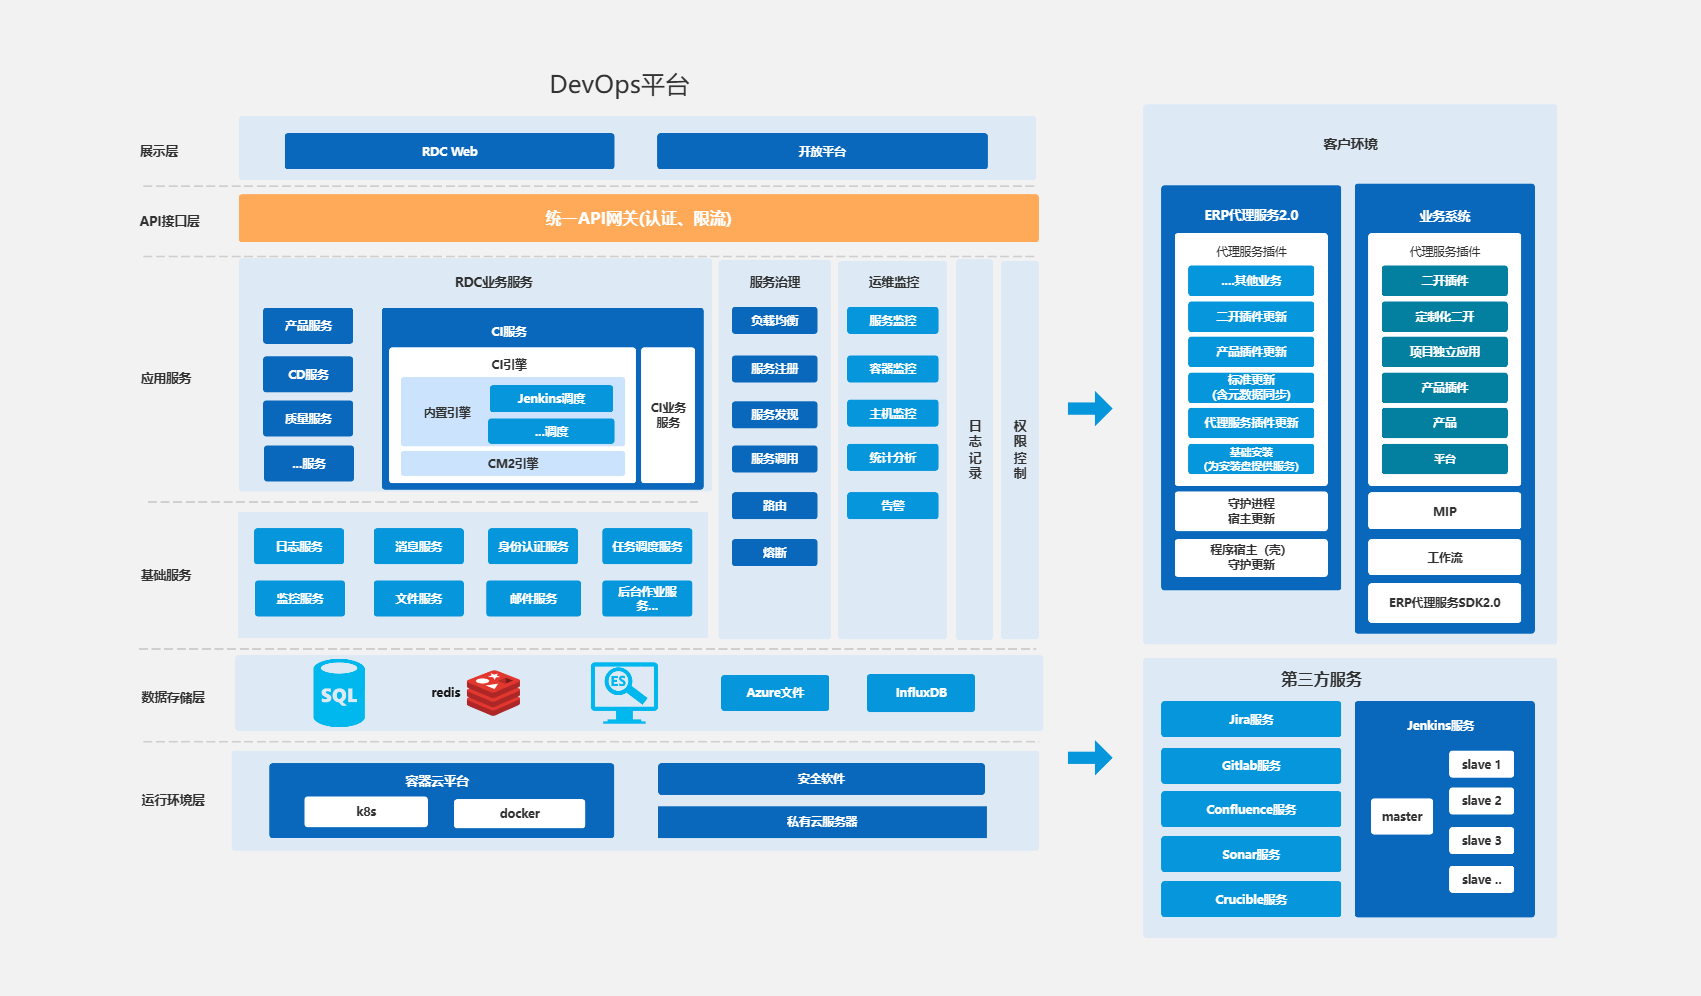 DevOps平台
展示层
RDC Web
开放平台
API接口层
统一API网关(认证、限流)
应用服务
RDC业务服务
产品服务
CD服务
质量服务
...服务
CI服务
CI引擎
内置引擎
Jenkins调度
...调度
CM2引擎
CI业务
服务
服务治理
负载均衡
服务注册
服务发现
服务调用
路由
熔断
运维监控
服务监控
容器监控
主机监控
统计分析
告警
日志记录
权限控制
基础服务
日志服务
消息服务
身份认证服务
任务调度服务
监控服务
文件服务
邮件服务
后台作业服
务...
数据存储层
SQL
redis
ES
Azure文件
InfluxDB
运行环境层
容器云平台
k8s
docker
安全软件
私有云服务器
客户环境
ERP代理服务2.0
代理服务插件
....其他业务
二开插件更新
产品插件更新
标准更新
(含元数据同步)
代理服务插件更新
基础安装
(为安装盘提供服务)
守护进程
宿主更新
程序宿主（壳）
守护更新
业务系统
代理服务插件
二开插件
定制化二开
项目独立应用
产品插件
产品
平台
MIP
工作流
ERP代理服务SDK2.0
第三方服务
Jira服务
Gitlab服务
Confluence服务
Sonar服务
Crucible服务
Jenkins服务
master
slave 1
slave 2
slave 3
slave ..